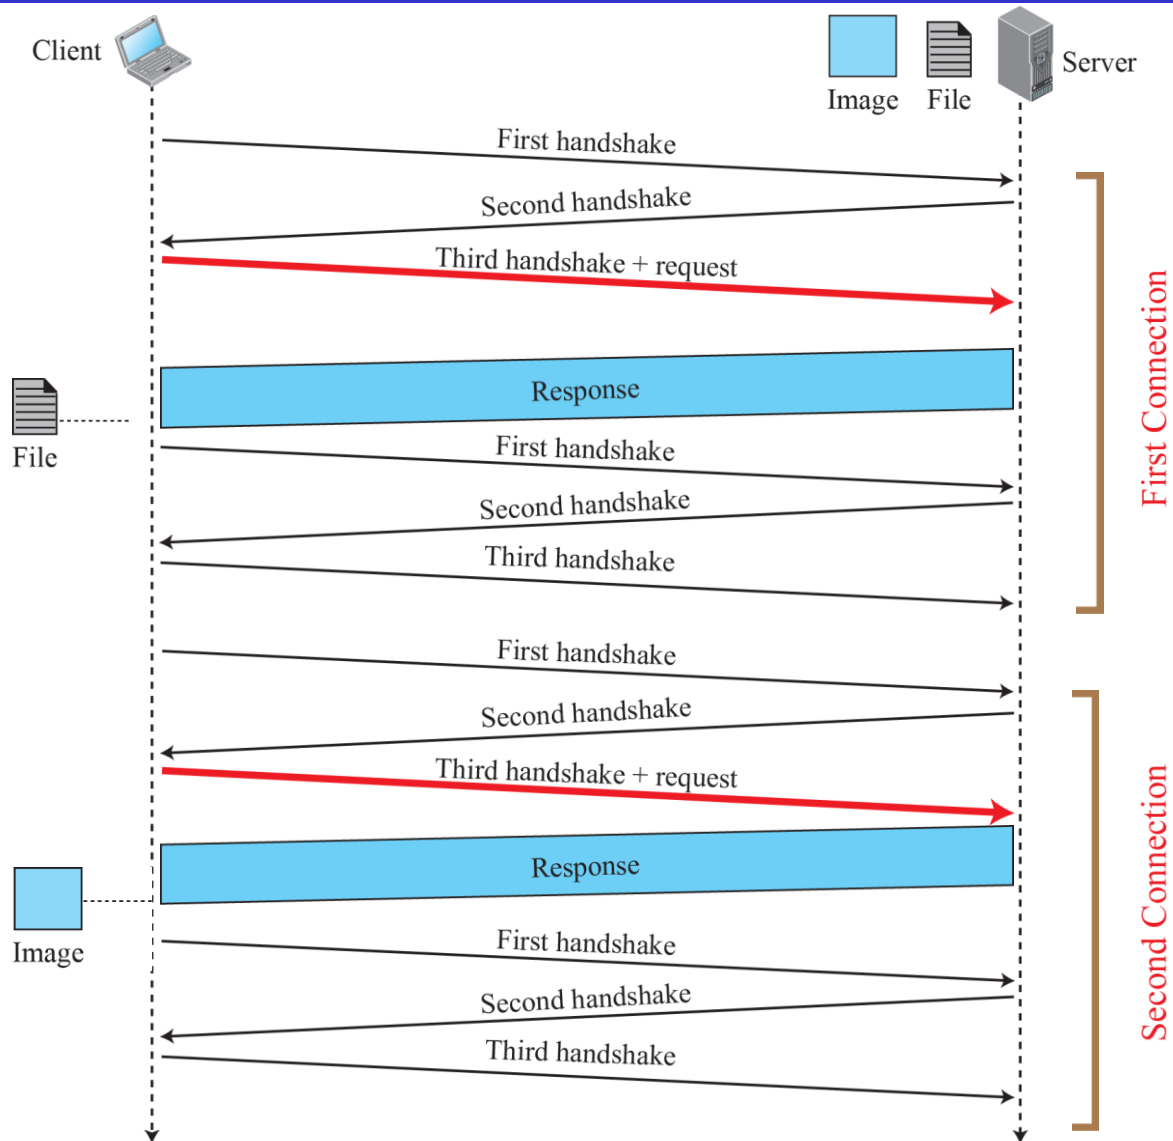 Client
Server
Image
File
First handshake
Second handshake
Third handshake + request
Response
File
First handshake
Second handshake
Third handshake
First Connection
First handshake
Second handshake
Third handshake + request
Response
Image
First handshake
Second handshake
Third handshake
Second Connection